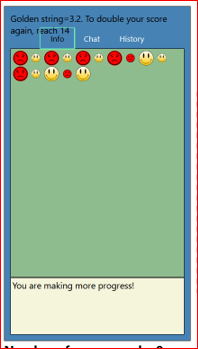 Golden string=3.2. To double your score
again, reach 14
Info Chat History
You are making more progress!